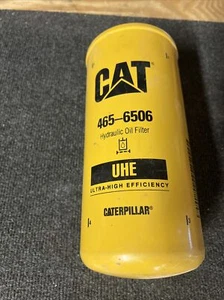 CAT
465-6506
Hydraulic Oil Filter
UHE
ULTRA-HIGH EFFICIENCY
CATERPILLAR®